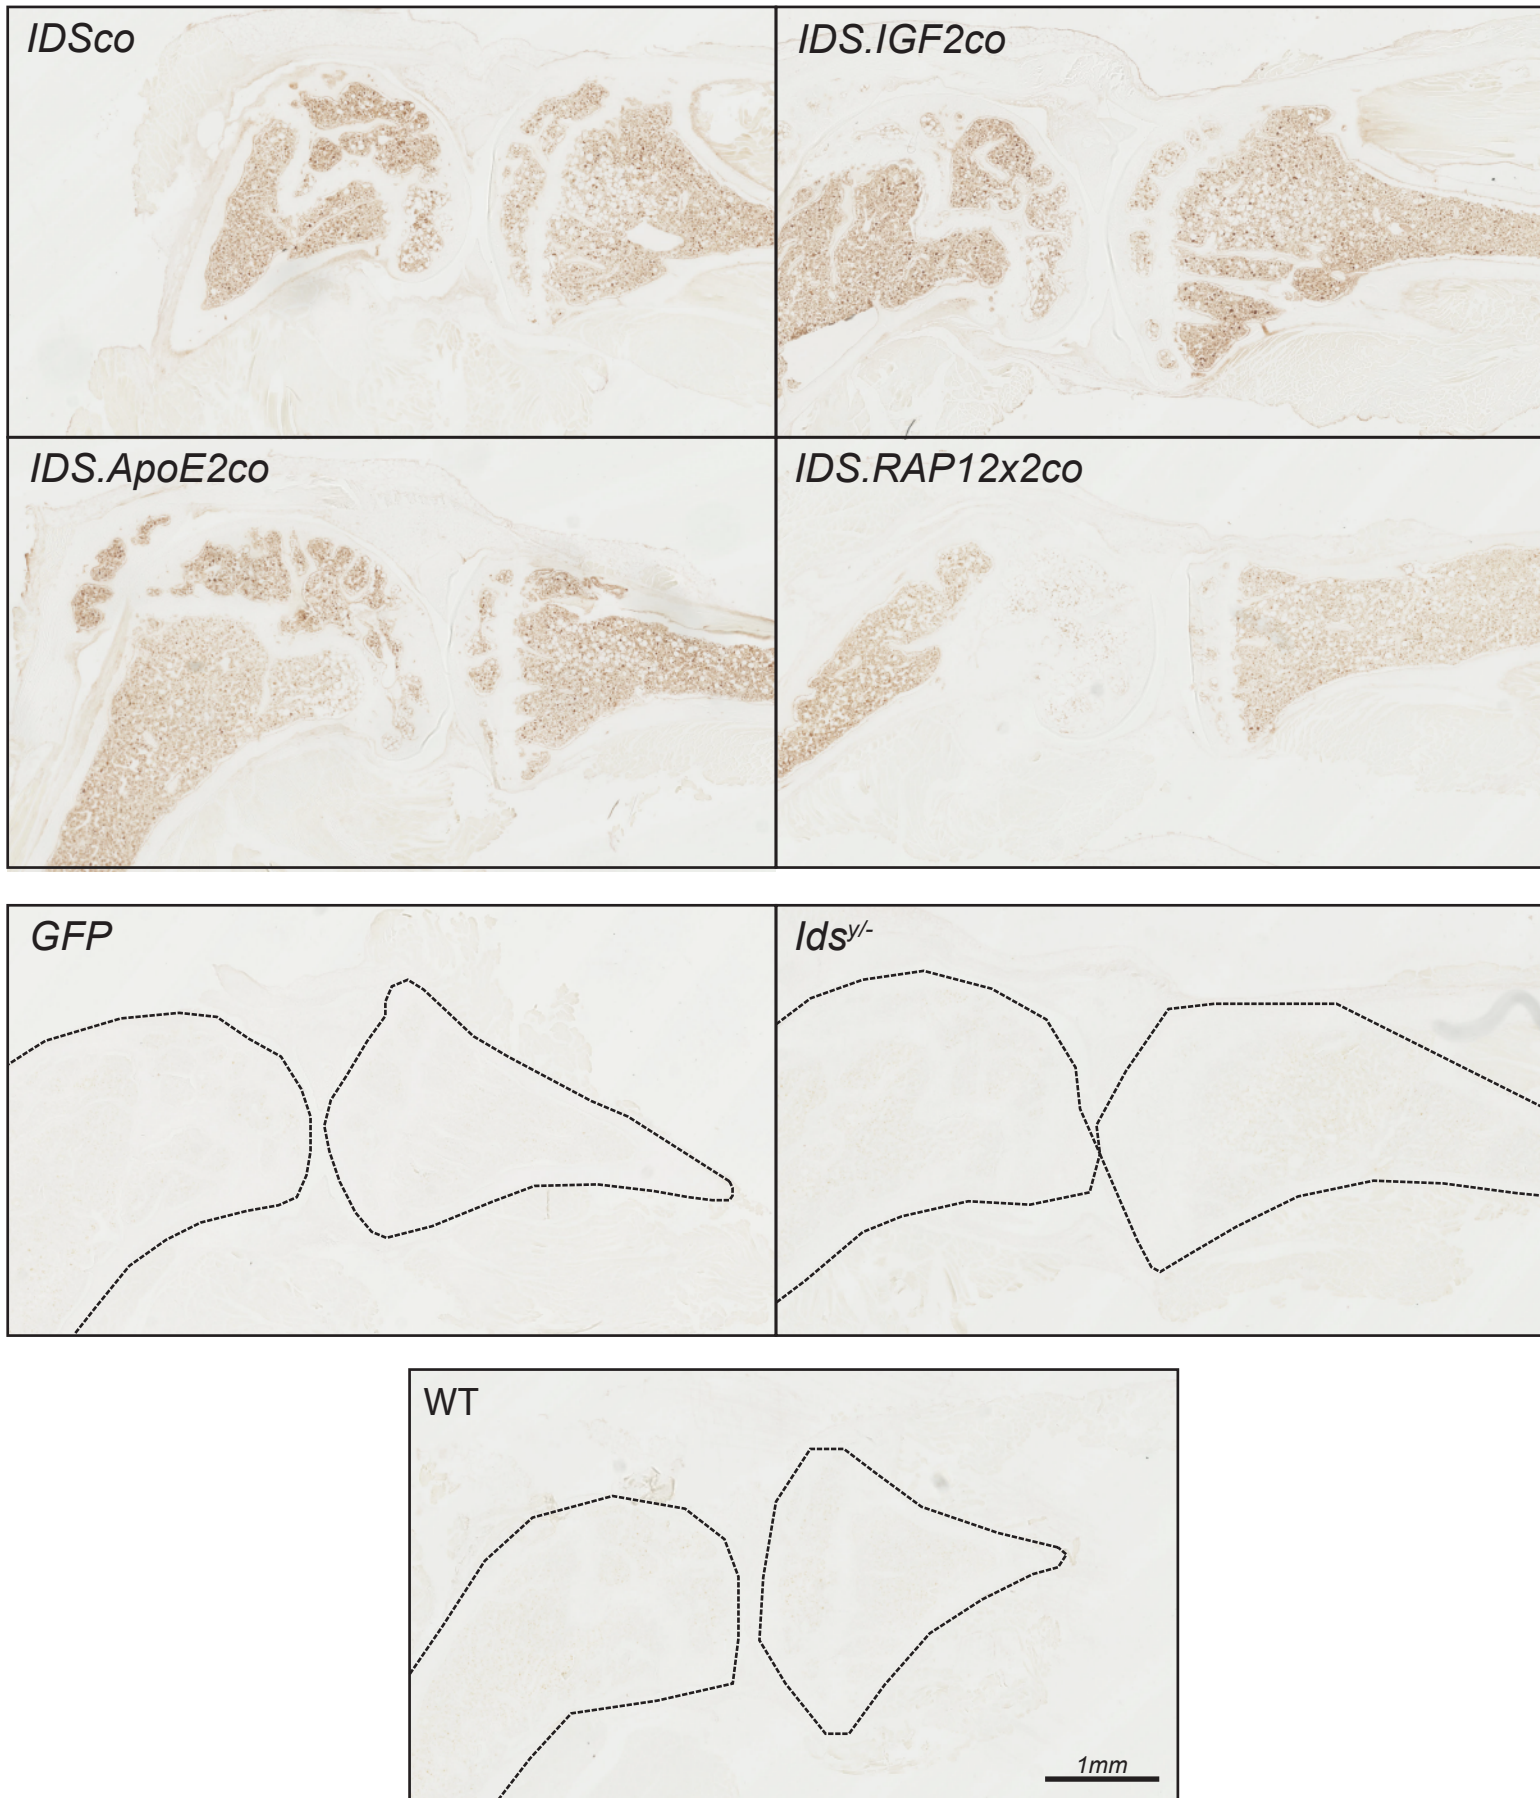 IDSco
IDS.IGF2co
IDS.ApoE2co
IDS.RAP12x2co
GFP
Ids^y/-
WT
1mm